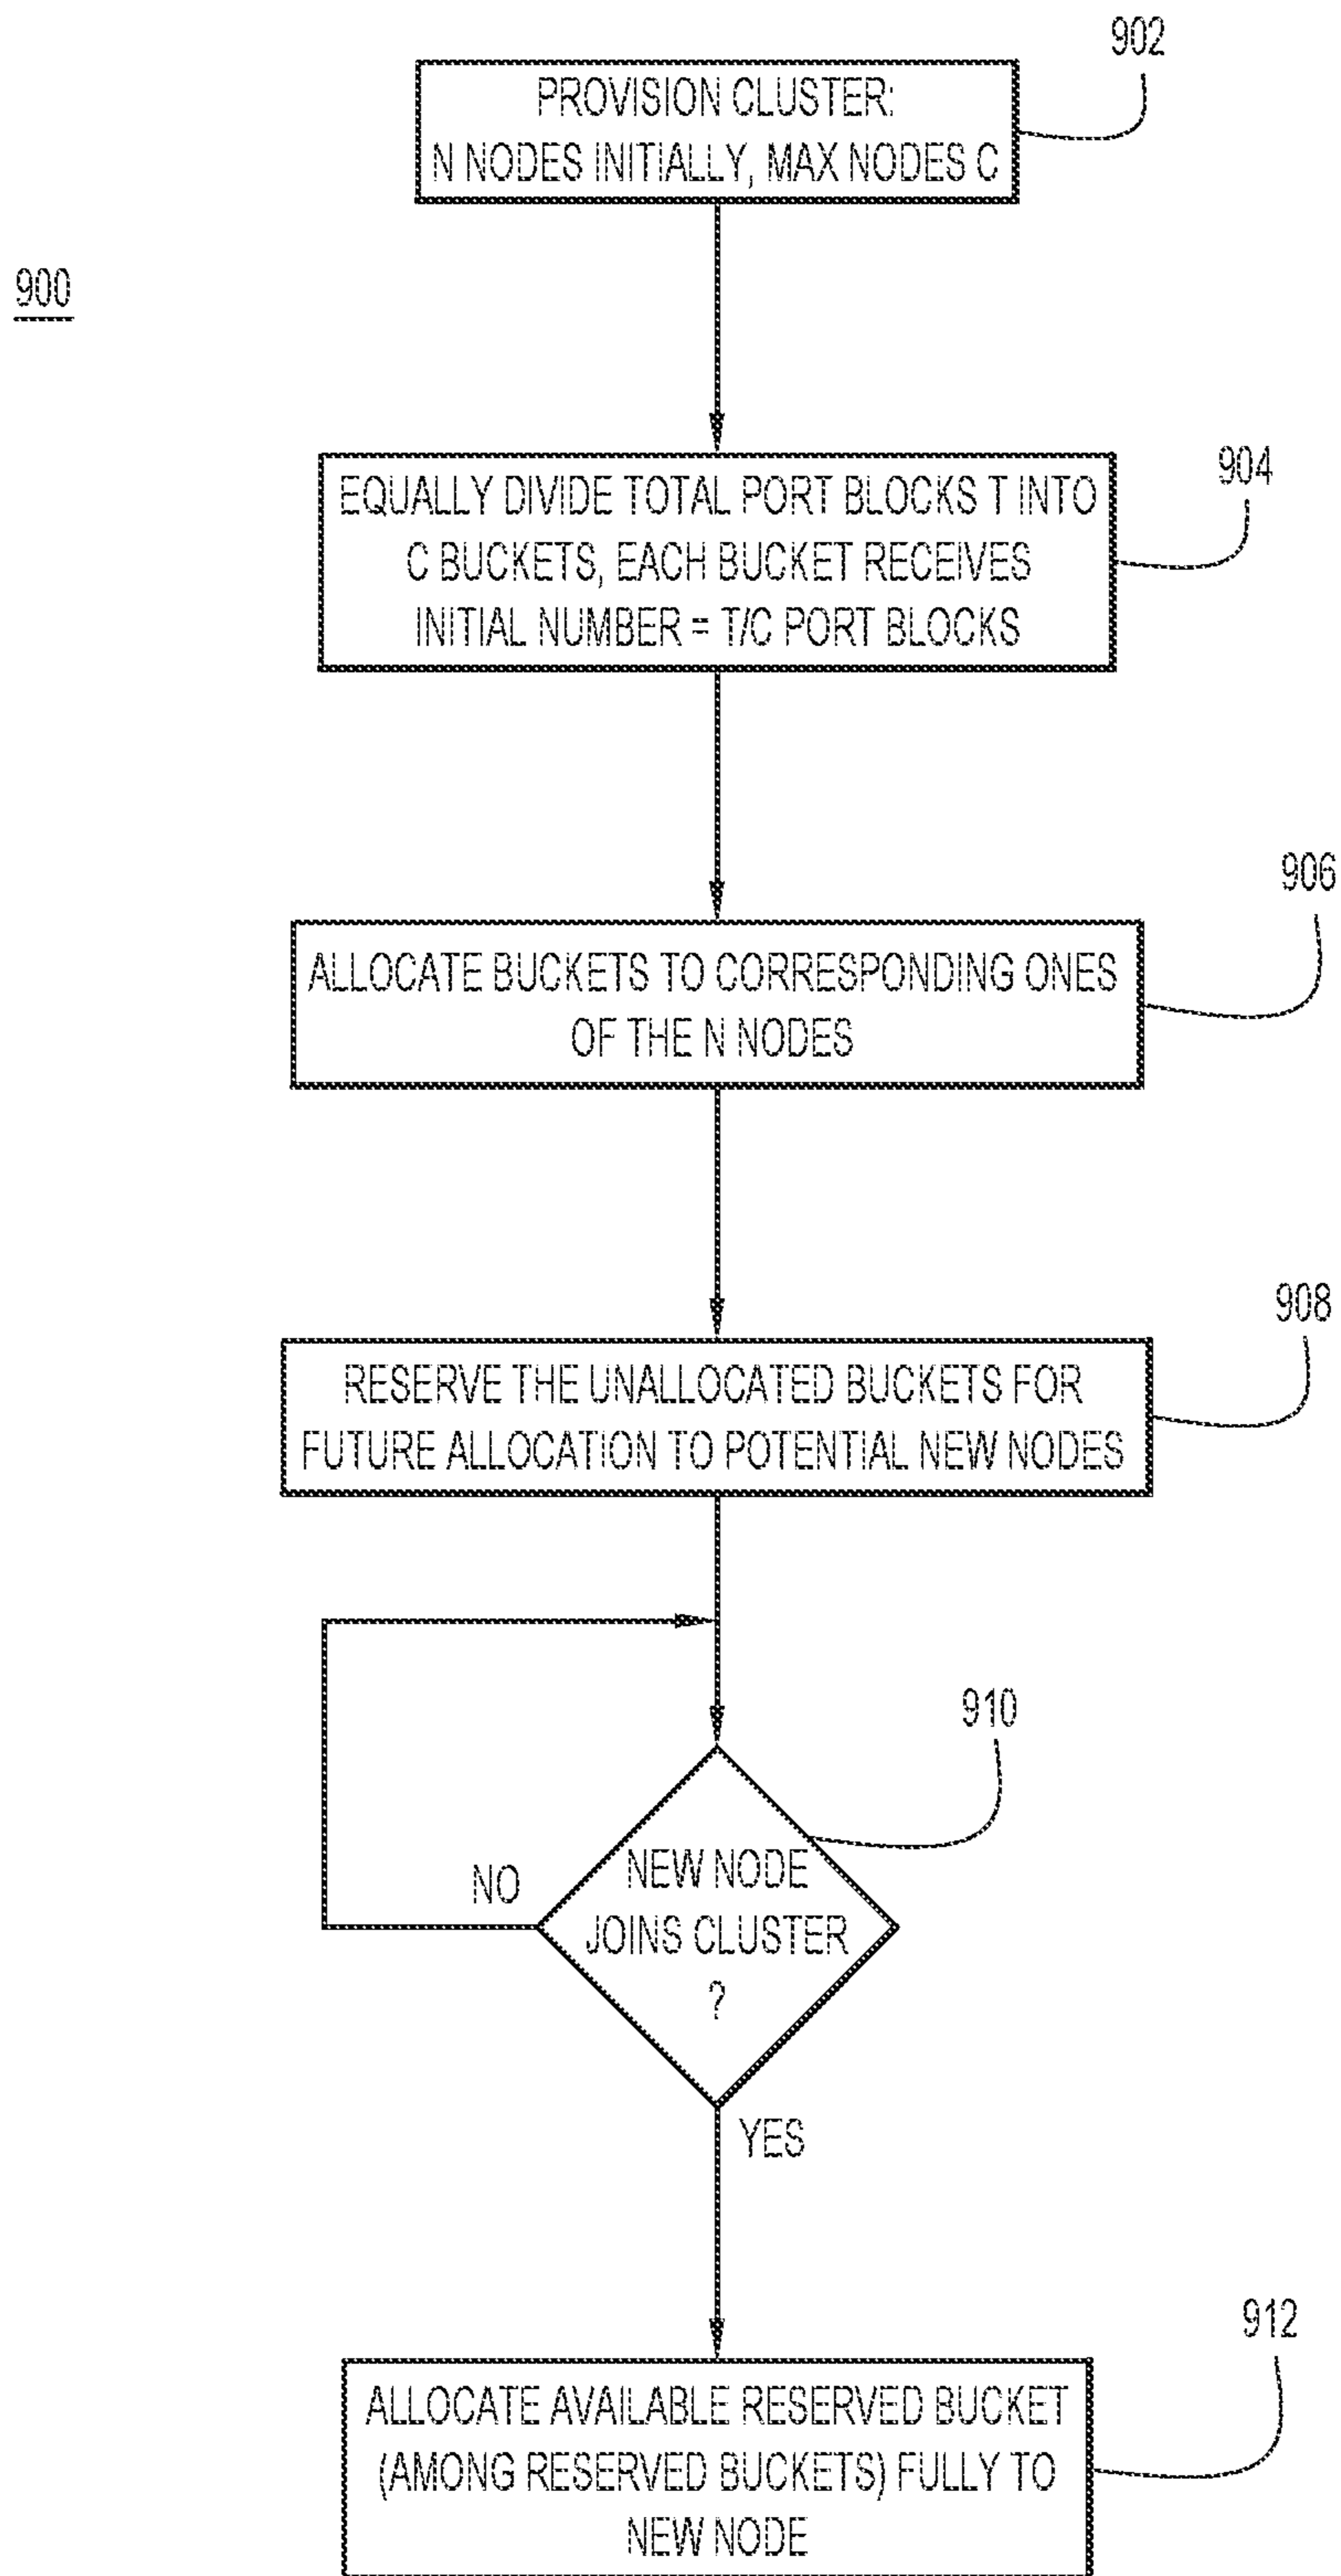 902
PROVISION CLUSTER:
N NODES INITIALLY, MAX NODES C
900
904
EQUALLY DIVIDE TOTAL PORT BLOCKS T INTO
C BUCKETS, EACH BUCKET RECEIVES
INITIAL NUMBER = T/C PORT BLOCKS
906
ALLOCATE BUCKETS TO CORRESPONDING ONES
OF THE N NODES
908
RESERVE THE UNALLOCATED BUCKETS FOR
FUTURE ALLOCATION TO POTENTIAL NEW NODES
910
NO
NEW NODE
JOINS CLUSTER
?
YES
912
ALLOCATE AVAILABLE RESERVED BUCKET
(AMONG RESERVED BUCKETS) FULLY TO
NEW NODE